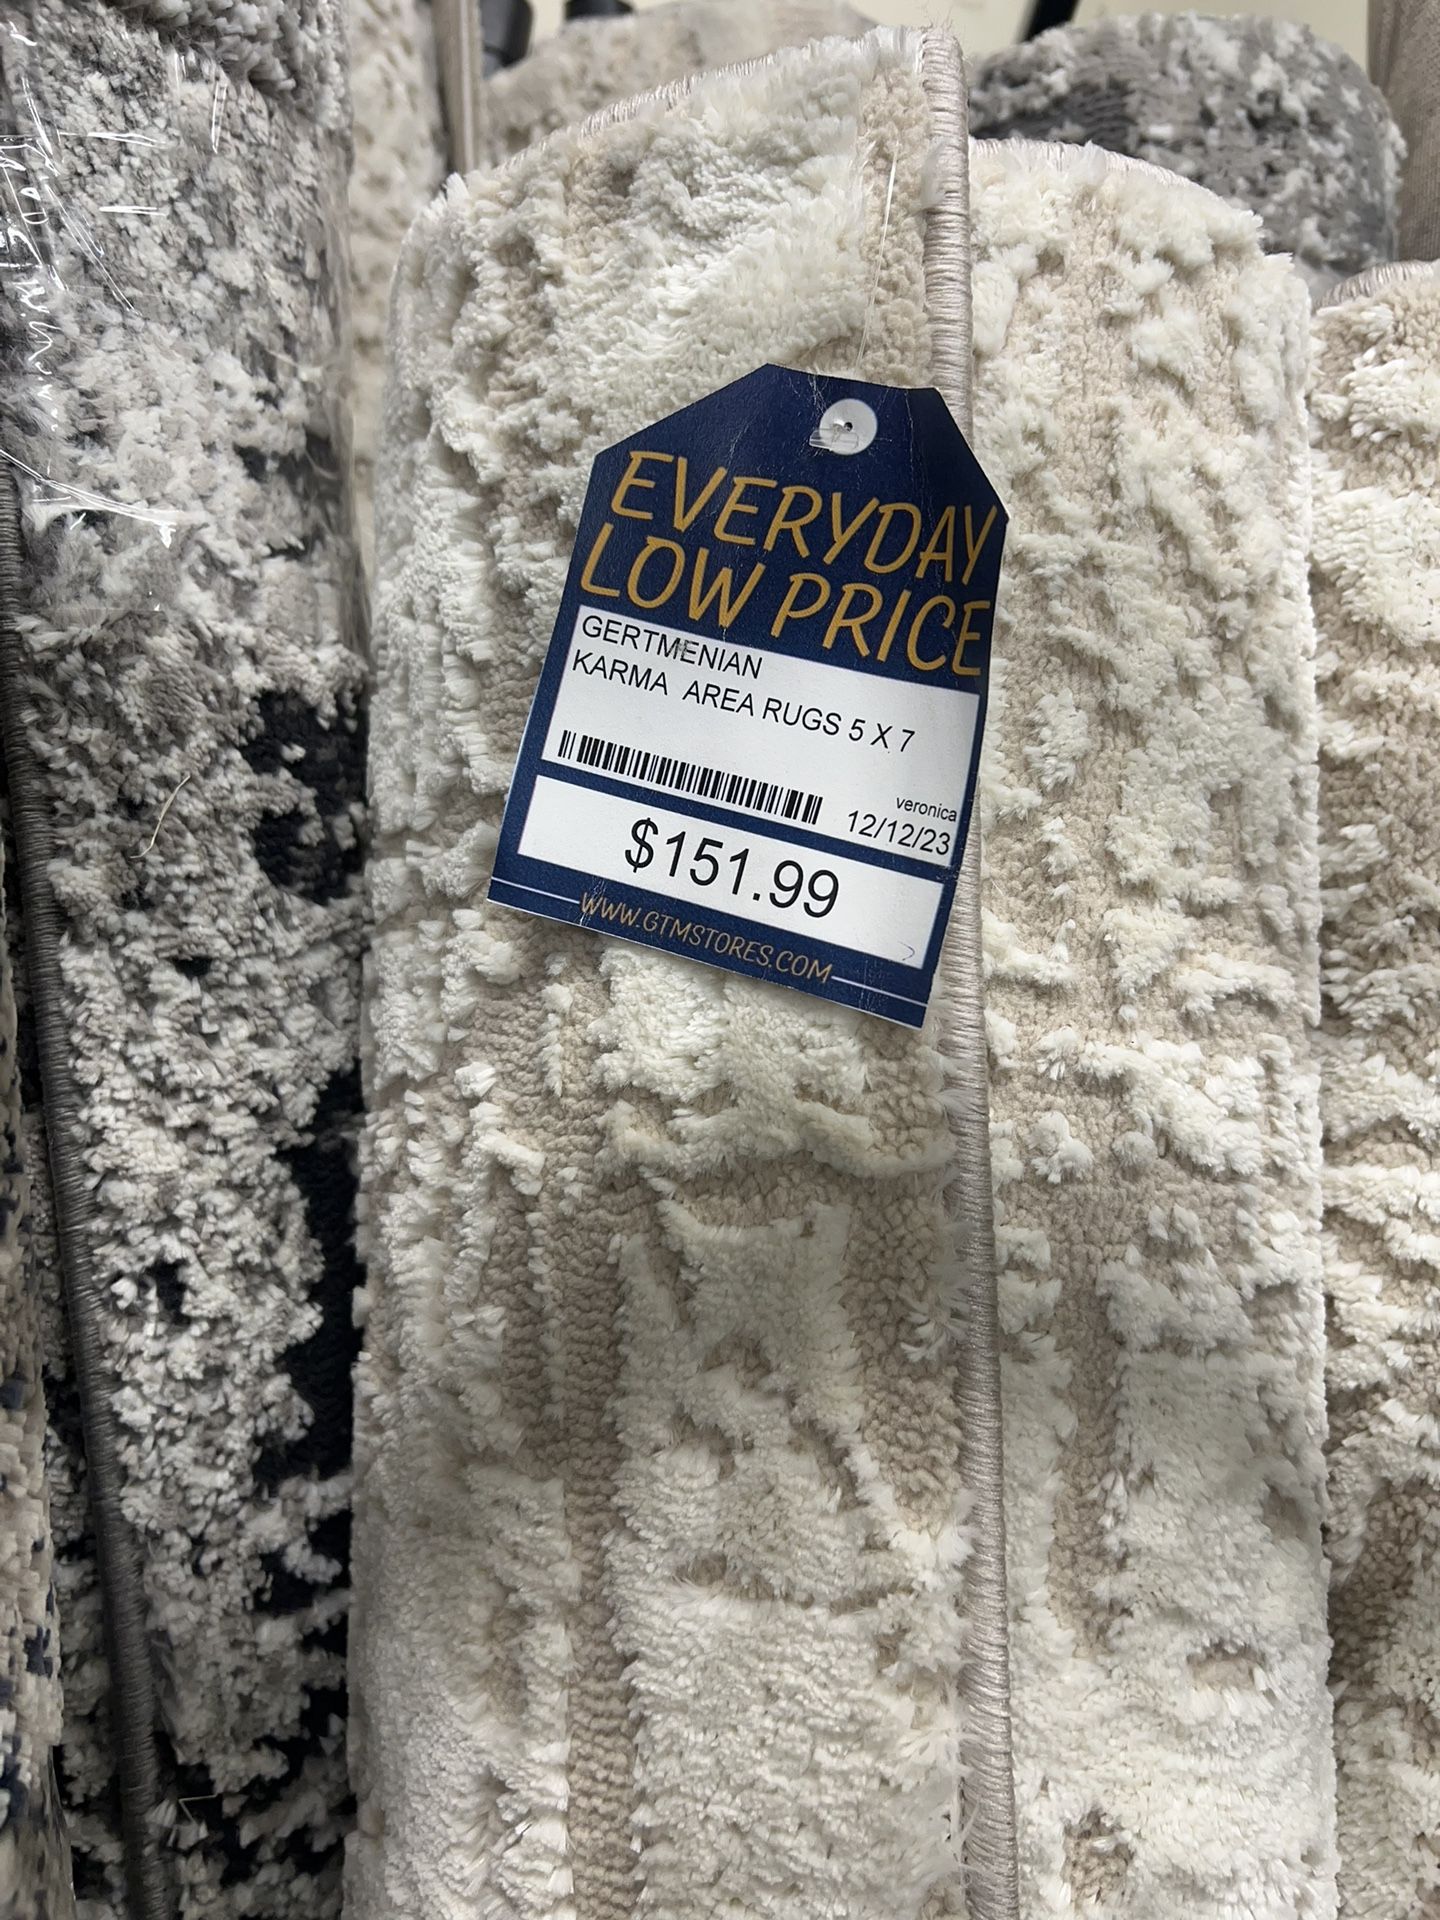 EVERYDAY
LOW PRICE
GERTMENIAN
KARMA AREA RUGS 5 X 7
veronica
12/12/23
$151.99
WWW.GTMSTORES.COM